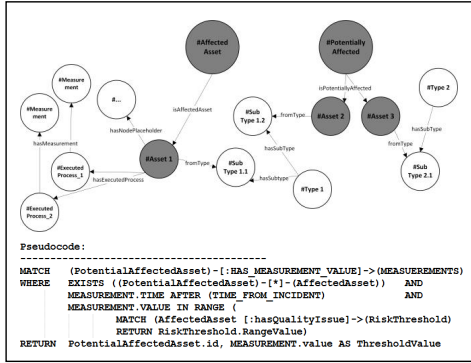 #Affected
Asset
#Potentially
Affected
#Measure
ment
#Measure
ment
#...
#Type 2
isAffectedAsset
isPotentiallyAffected
hasNodePlaceholder
#Sub
Type 1.2
fromType
#Asset 2
#Asset 3
hasSubType
hasMeasurement
#Asset 1
hasSubType
fromType
#Executed
Process_1
fromType
#Sub
Type 1.1
#Sub
Type 2.1
hasExecutedProcess
hasSubtype
#Type 1
#Executed
Process_2
Pseudocode:
---------------------------------
MATCH (PotentialAffectedAsset)-[:HAS_MEASUREMENT_VALUE]->(MEASUEREMENTS)
WHERE EXISTS ((PotentialAffectedAsset)-[*]-(AffectedAsset)) AND
MEASUREMENT.TIME AFTER (TIME_FROM_INCIDENT) AND
MEASUREMENT.VALUE IN RANGE (
MATCH (AffectedAsset [:hasQualityIssue]->(RiskThreshold)
RETURN RiskThreshold.RangeValue)
RETURN PotentialAffectedAsset.id, MEASUREMENT.value AS ThresholdValue